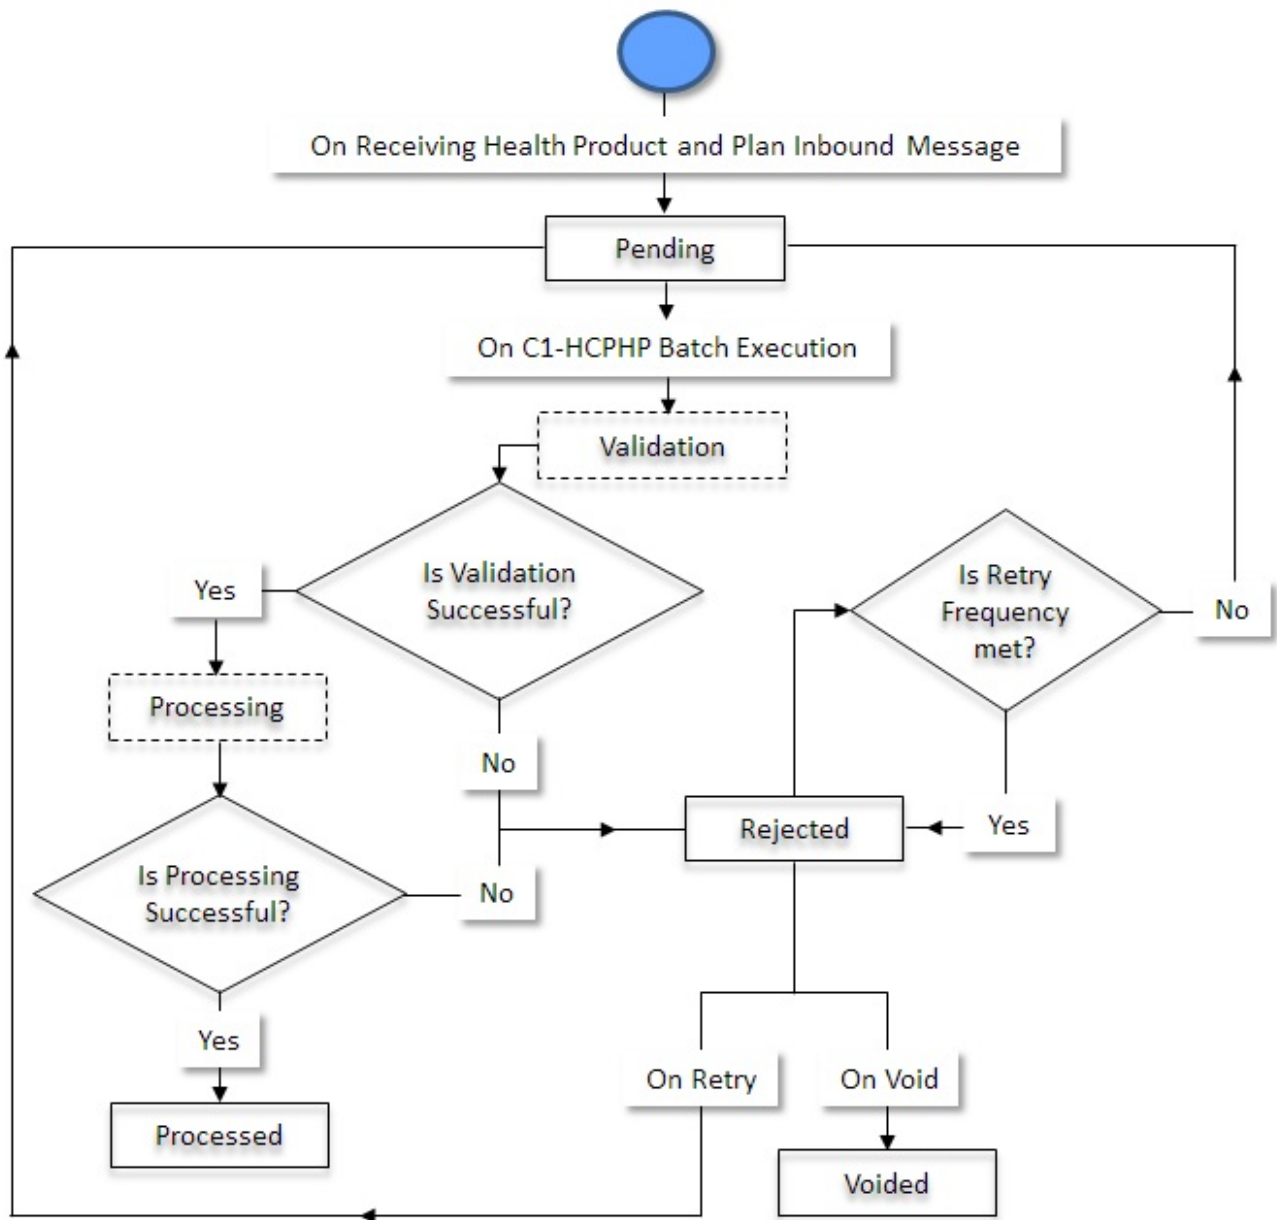 On Receiving Health Product and Plan Inbound Message
Pending
On C1-HCPHP Batch Execution
Validation
Is Validation
Successful?
Yes
Is Retry
Frequency
met?
No
Processing
No
Rejected
Yes
Is Processing
Successful?
No
Yes
On Retry
On Void
Processed
Voided